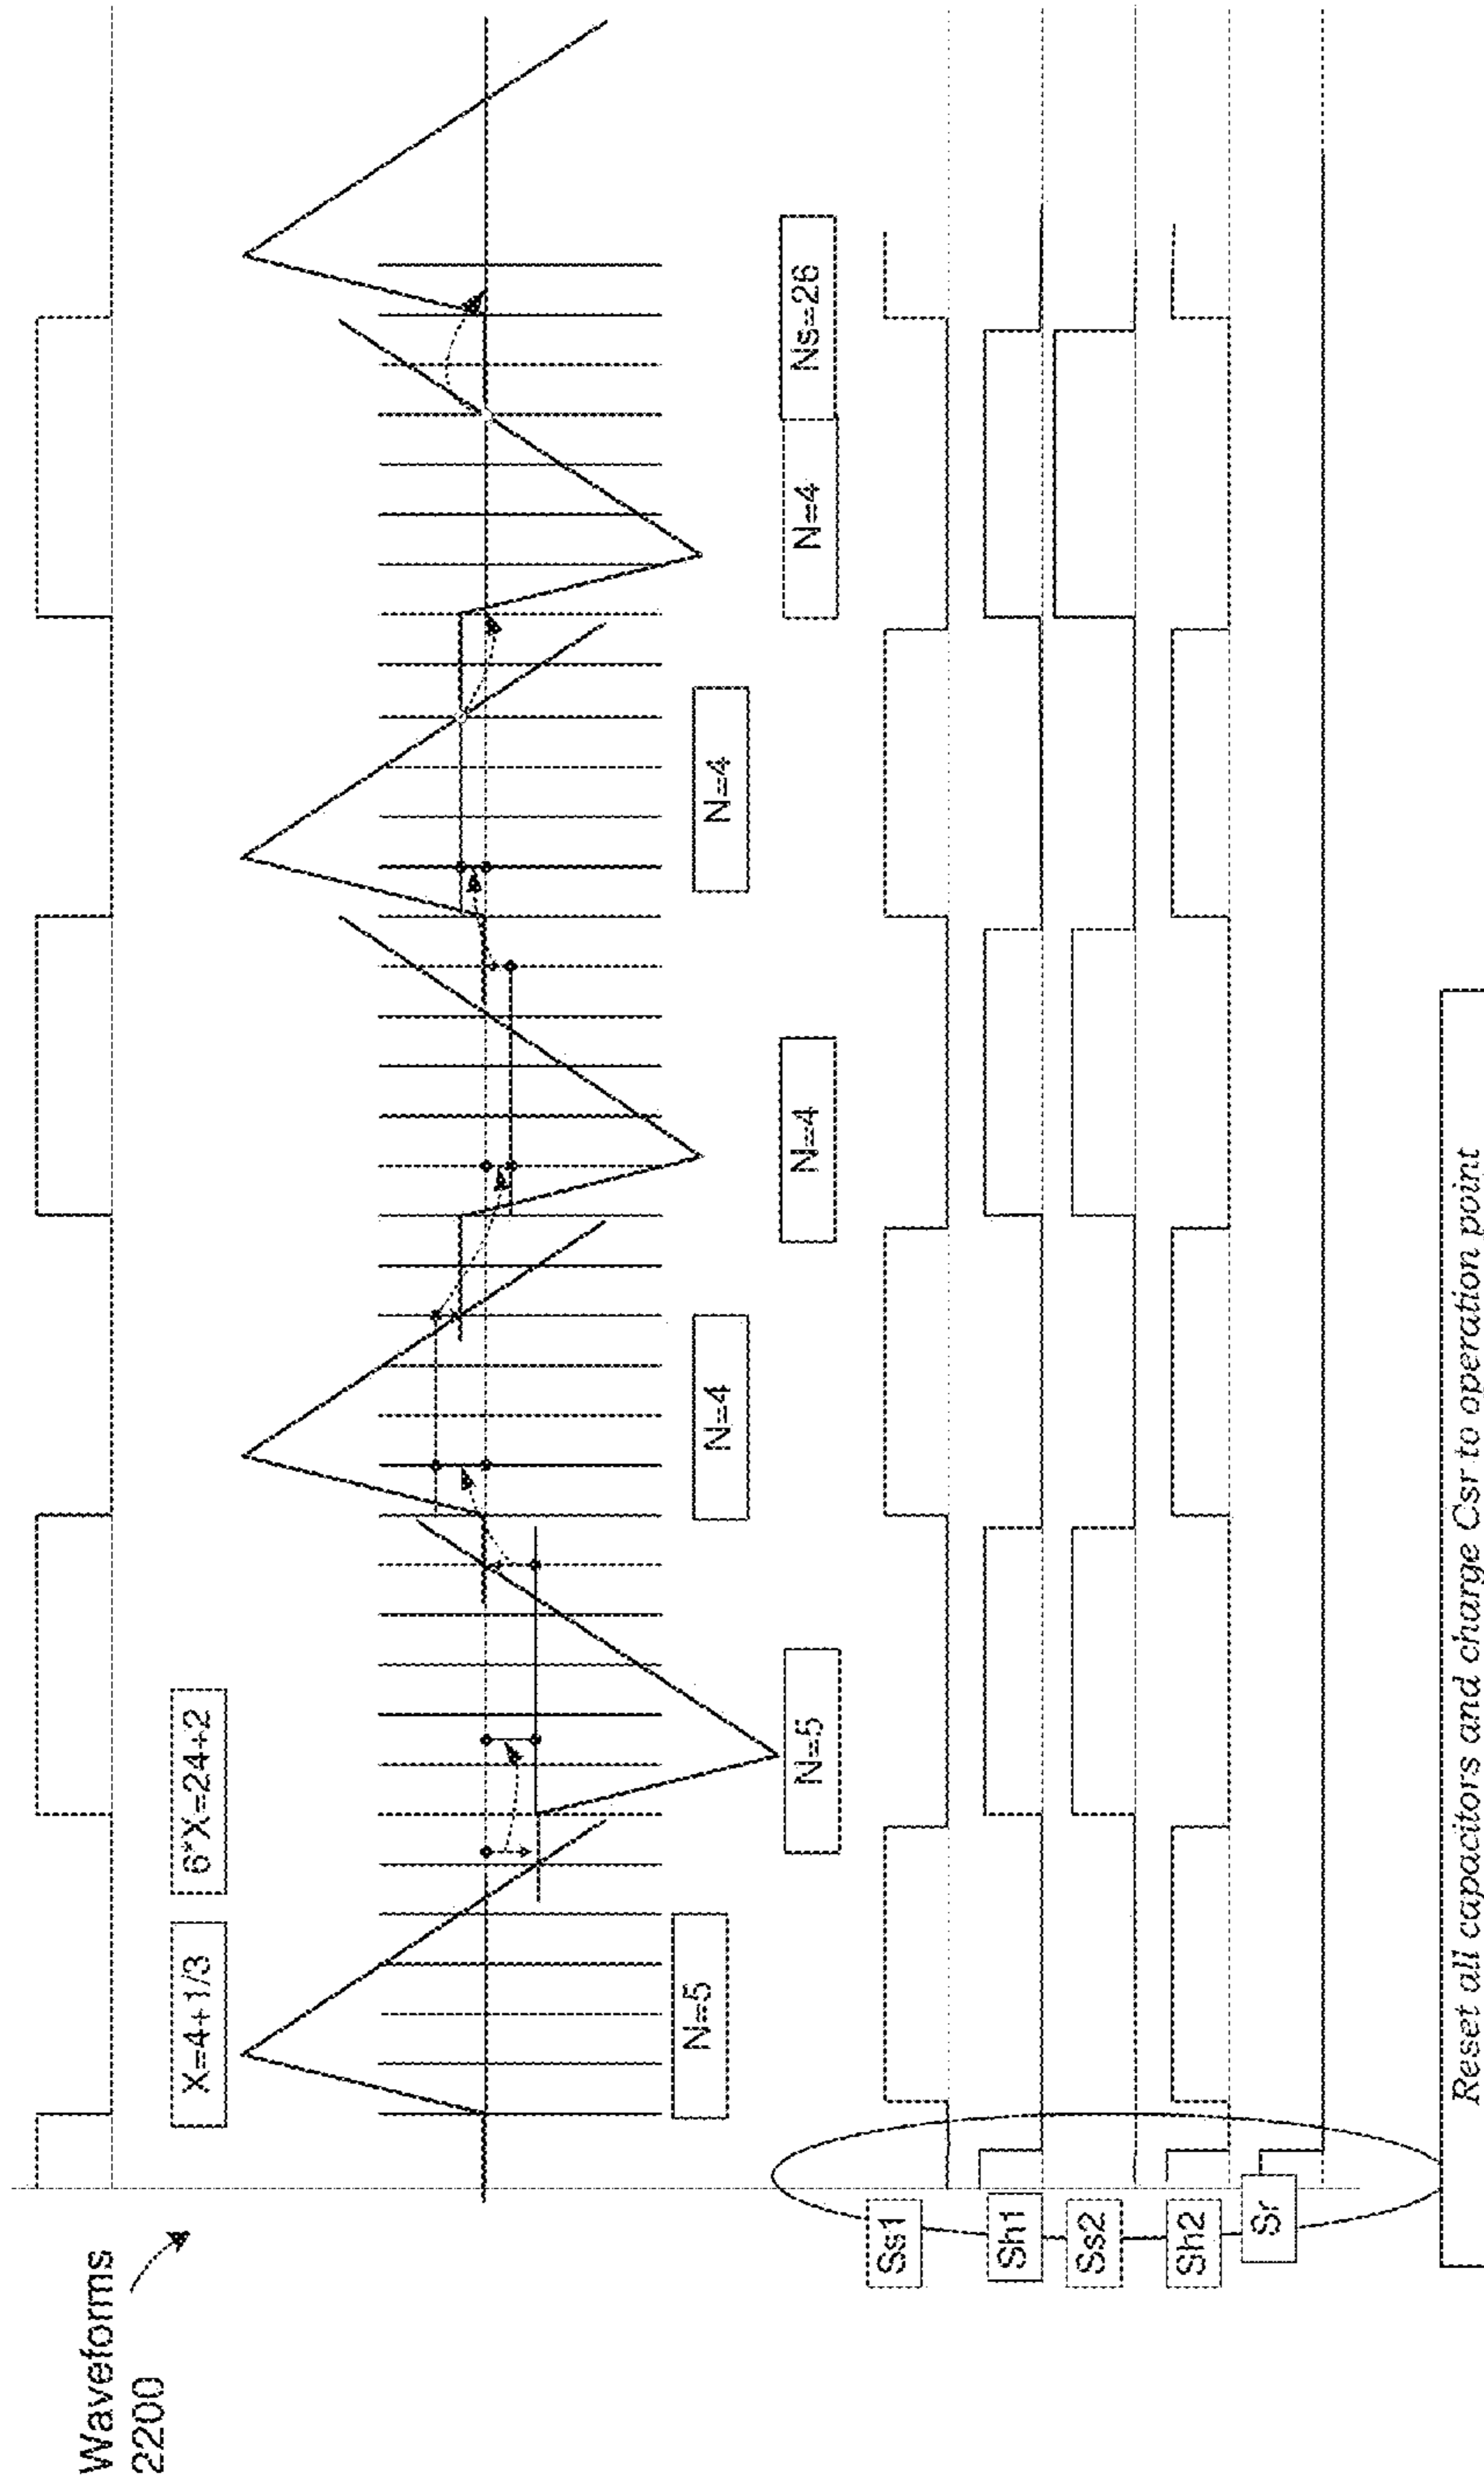 Waveforms
2200
X=4+1/3
6*X=24+2
N=5
N=5
N=4
N=4
N=4
N=4
Ns=26
Ss1
Sh1
Ss2
Sh2
Sr
Reset all capacitors and charge Csr to operation point